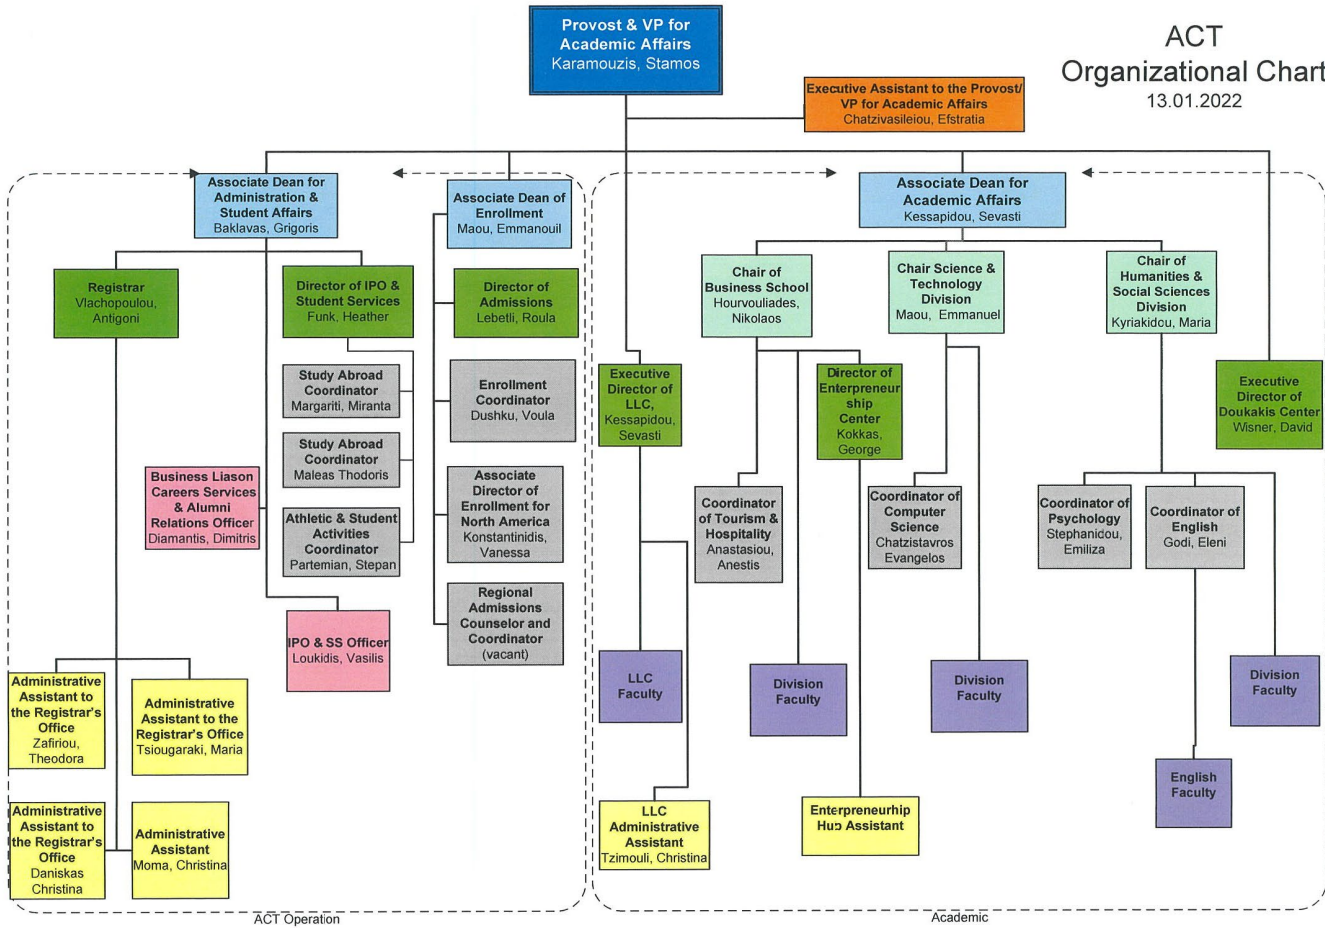 Provost & VP for
Academic Affairs
Karamouzis, Stamos
ACT
Organizational Chart
13.01.2022
Executive Assistant to the Provost/
VP for Academic Affairs
Chatzivasileiou, Efstratia
Associate Dean for
Administration &
Student Affairs
Baklavas, Grigoris
Associate Dean of
Enrollment
Maou, Emmanouil
Associate Dean for
Academic Affairs
Kessapidou, Sevasti
Registrar
Vlachopoulou,
Antigoni
Director of IPO &
Student Services
Funk, Heather
Director of
Admissions
Lebetli, Roula
Chair of
Business School
Hourvouliades,
Nikolaos
Chair Science &
Technology
Division
Maou, Emmanuel
Chair of
Humanities &
Social Sciences
Division
Kyriakidou, Maria
Study Abroad
Coordinator
Margariti, Miranta
Enrollment
Coordinator
Dushku, Voula
Executive
Director of
LLC,
Kessapidou,
Sevasti
Director of
Enterpreneur
ship
Center
Kokkas,
George
Executive
Director of
Doukakis Center
Wisner, David
Study Abroad
Coordinator
Maleas Thodoris
Business Liason
Careers Services
& Alumni
Relations Officer
Diamantis, Dimitris
Athletic & Student
Activities
Coordinator
Partemian, Stepan
Associate
Director of
Enrollment for
North America
Konstantinidis,
Vanessa
Coordinator
of Tourism &
Hospitality
Anastasiou,
Anestis
Coordinator of
Computer
Science
Chatzistavros
Evangelos
Coordinator of
Psychology
Stephanidou,
Emiliza
Coordinator
of English
Godi, Eleni
Regional
Admissions
Counselor and
Coordinator
(vacant)
IPO & SS Officer
Loukidis, Vasilis
LLC
Faculty
Division
Faculty
Division
Faculty
Division
Faculty
Administrative
Assistant to
the Registrar's
Office
Zafiriou,
Theodora
Administrative
Assistant to the
Registrar's Office
Tsiougaraki, Maria
English
Faculty
Administrative
Assistant to
the Registrar's
Office
Daniskas
Christina
Administrative
Assistant
Moma, Christina
LLC
Administrative
Assistant
Tzimouli, Christina
Enterpreneurhip
Hub Assistant
ACT Operation
Academic